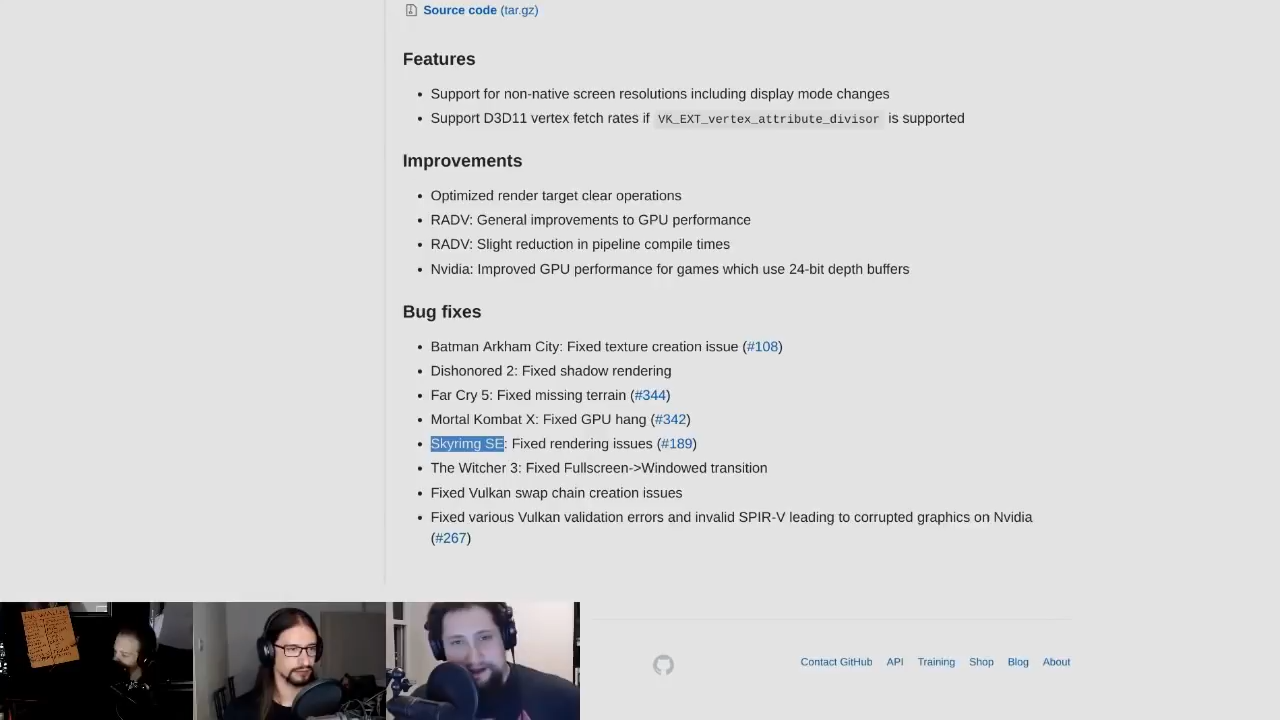 Source code (tar.gz)
Features
Support for non-native screen resolutions including display mode changes
Support D3D11 vertex fetch rates if VK_EXT_vertex_attribute_divisor is supported
Improvements
Optimized render target clear operations
RADV: General improvements to GPU performance
RADV: Slight reduction in pipeline compile times
Nvidia: Improved GPU performance for games which use 24-bit depth buffers
Bug fixes
Batman Arkham City: Fixed texture creation issue (#108)
Dishonored 2: Fixed shadow rendering
Far Cry 5: Fixed missing terrain (#344)
Mortal Kombat X: Fixed GPU hang (#342)
Skyrimg SE: Fixed rendering issues (#189)
The Witcher 3: Fixed Fullscreen->Windowed transition
Fixed Vulkan swap chain creation issues
Fixed various Vulkan validation errors and invalid SPIR-V leading to corrupted graphics on Nvidia
(#267)
Contact GitHub API Training Shop Blog About